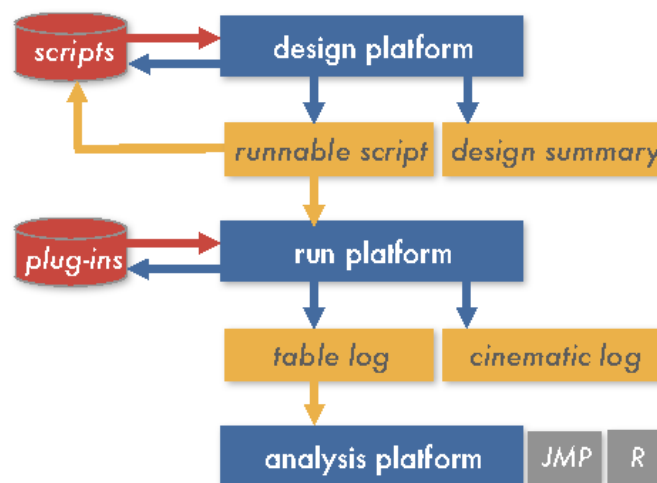 scripts
design platform
runnable script
design summary
plug-ins
run platform
table log
cinematic log
analysis platform
JMP
R